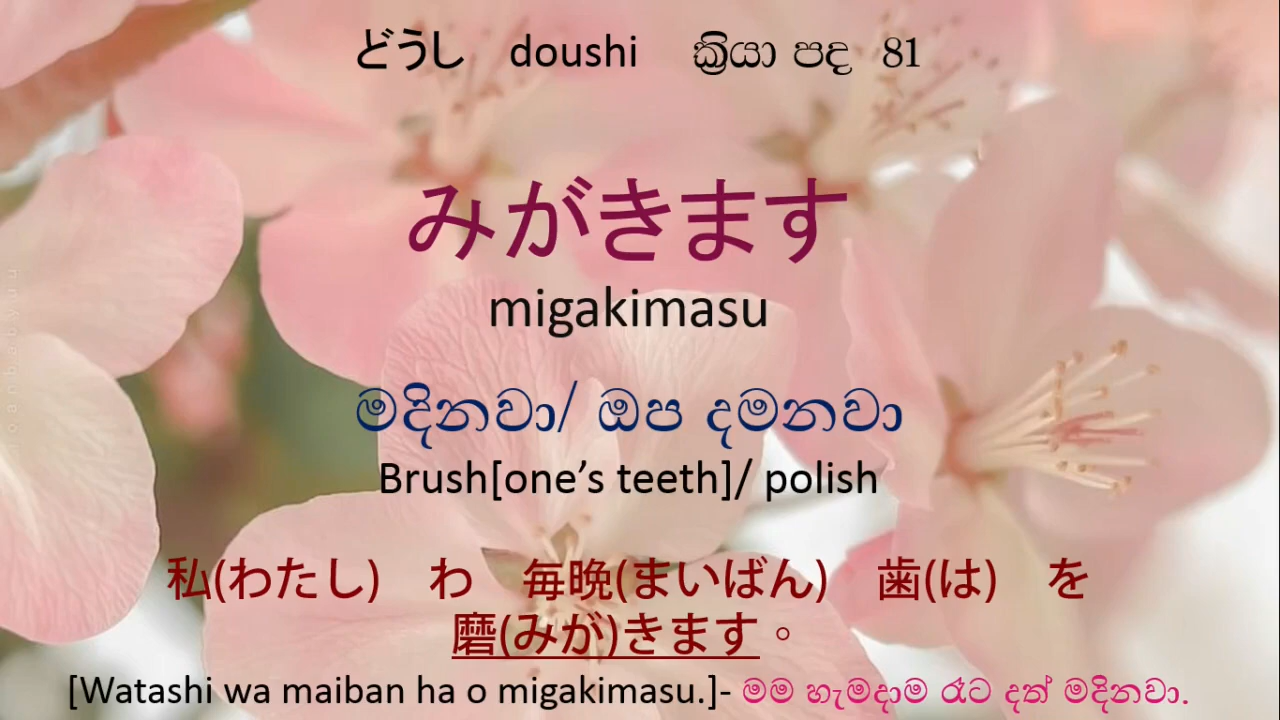 どうし doushi ක්‍රියා පද 81
みがきます
migakimasu
මදිනවා/ ඔප දමනවා
Brush[one’s teeth]/ polish
私(わたし) わ 毎晩(まいばん) 歯(は) を
磨(みが)きます。
[Watashi wa maiban ha o migakimasu.]- මම හැමදාම රෑට දත් මදිනවා.